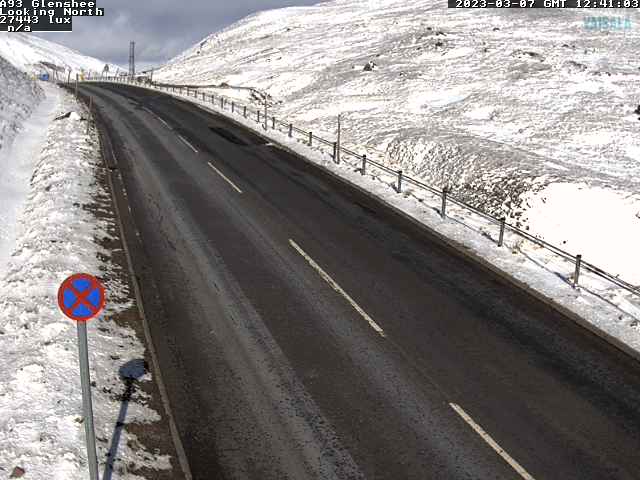 A93 Glenshee
Looking North
27443 lux
n/a
2023-03-07 GMT 12:41:03
VAISALA